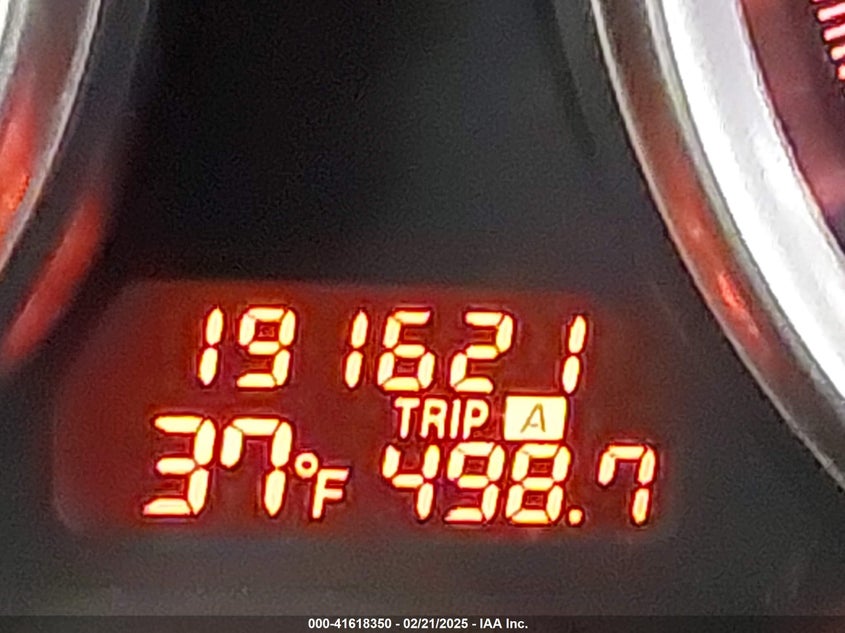 191621
TRIP A
37°F 498.7
000-41618350 - 02/21/2025 - IAA Inc.